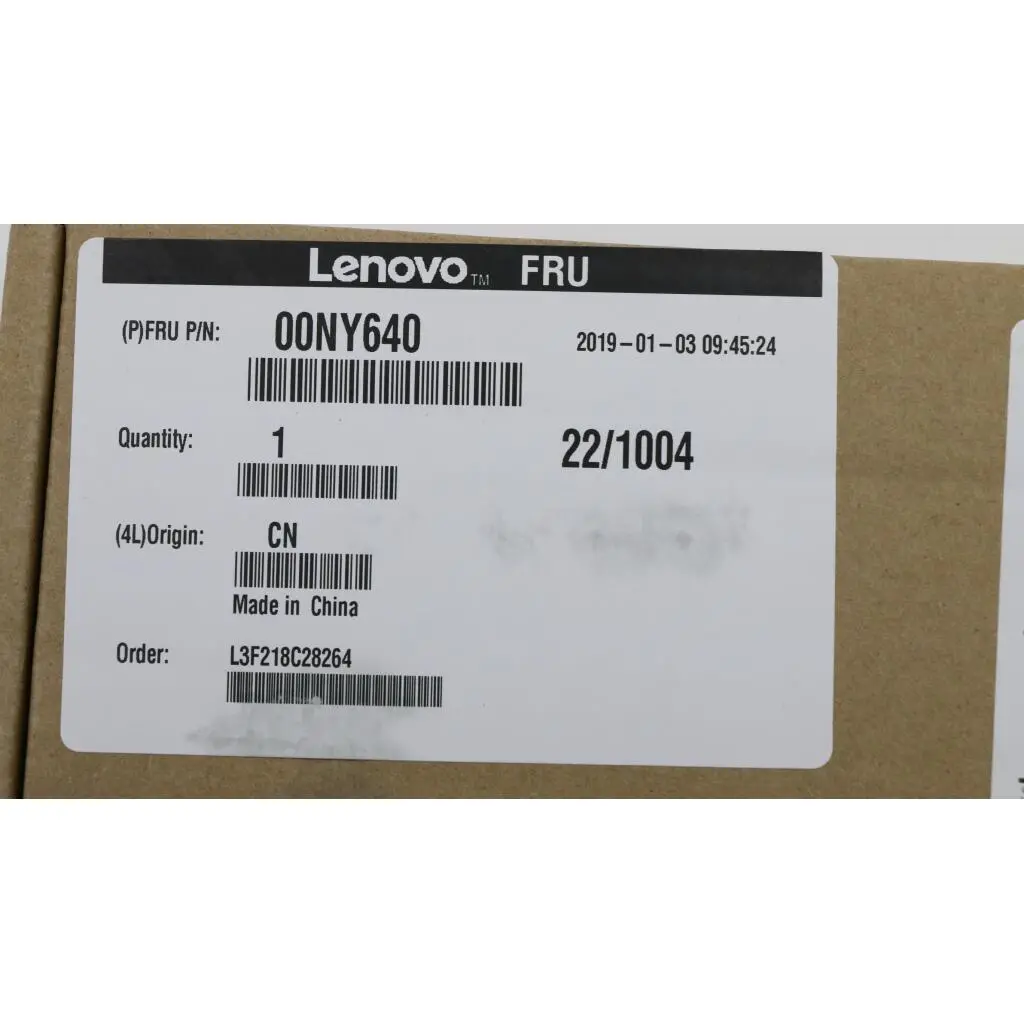 Lenovo™ FRU
(P)FRU P/N: 00NY640 2019-01-03 09:45:24
Quantity: 1 22/1004
(4L)Origin: CN
Made in China
Order: L3F218C28264